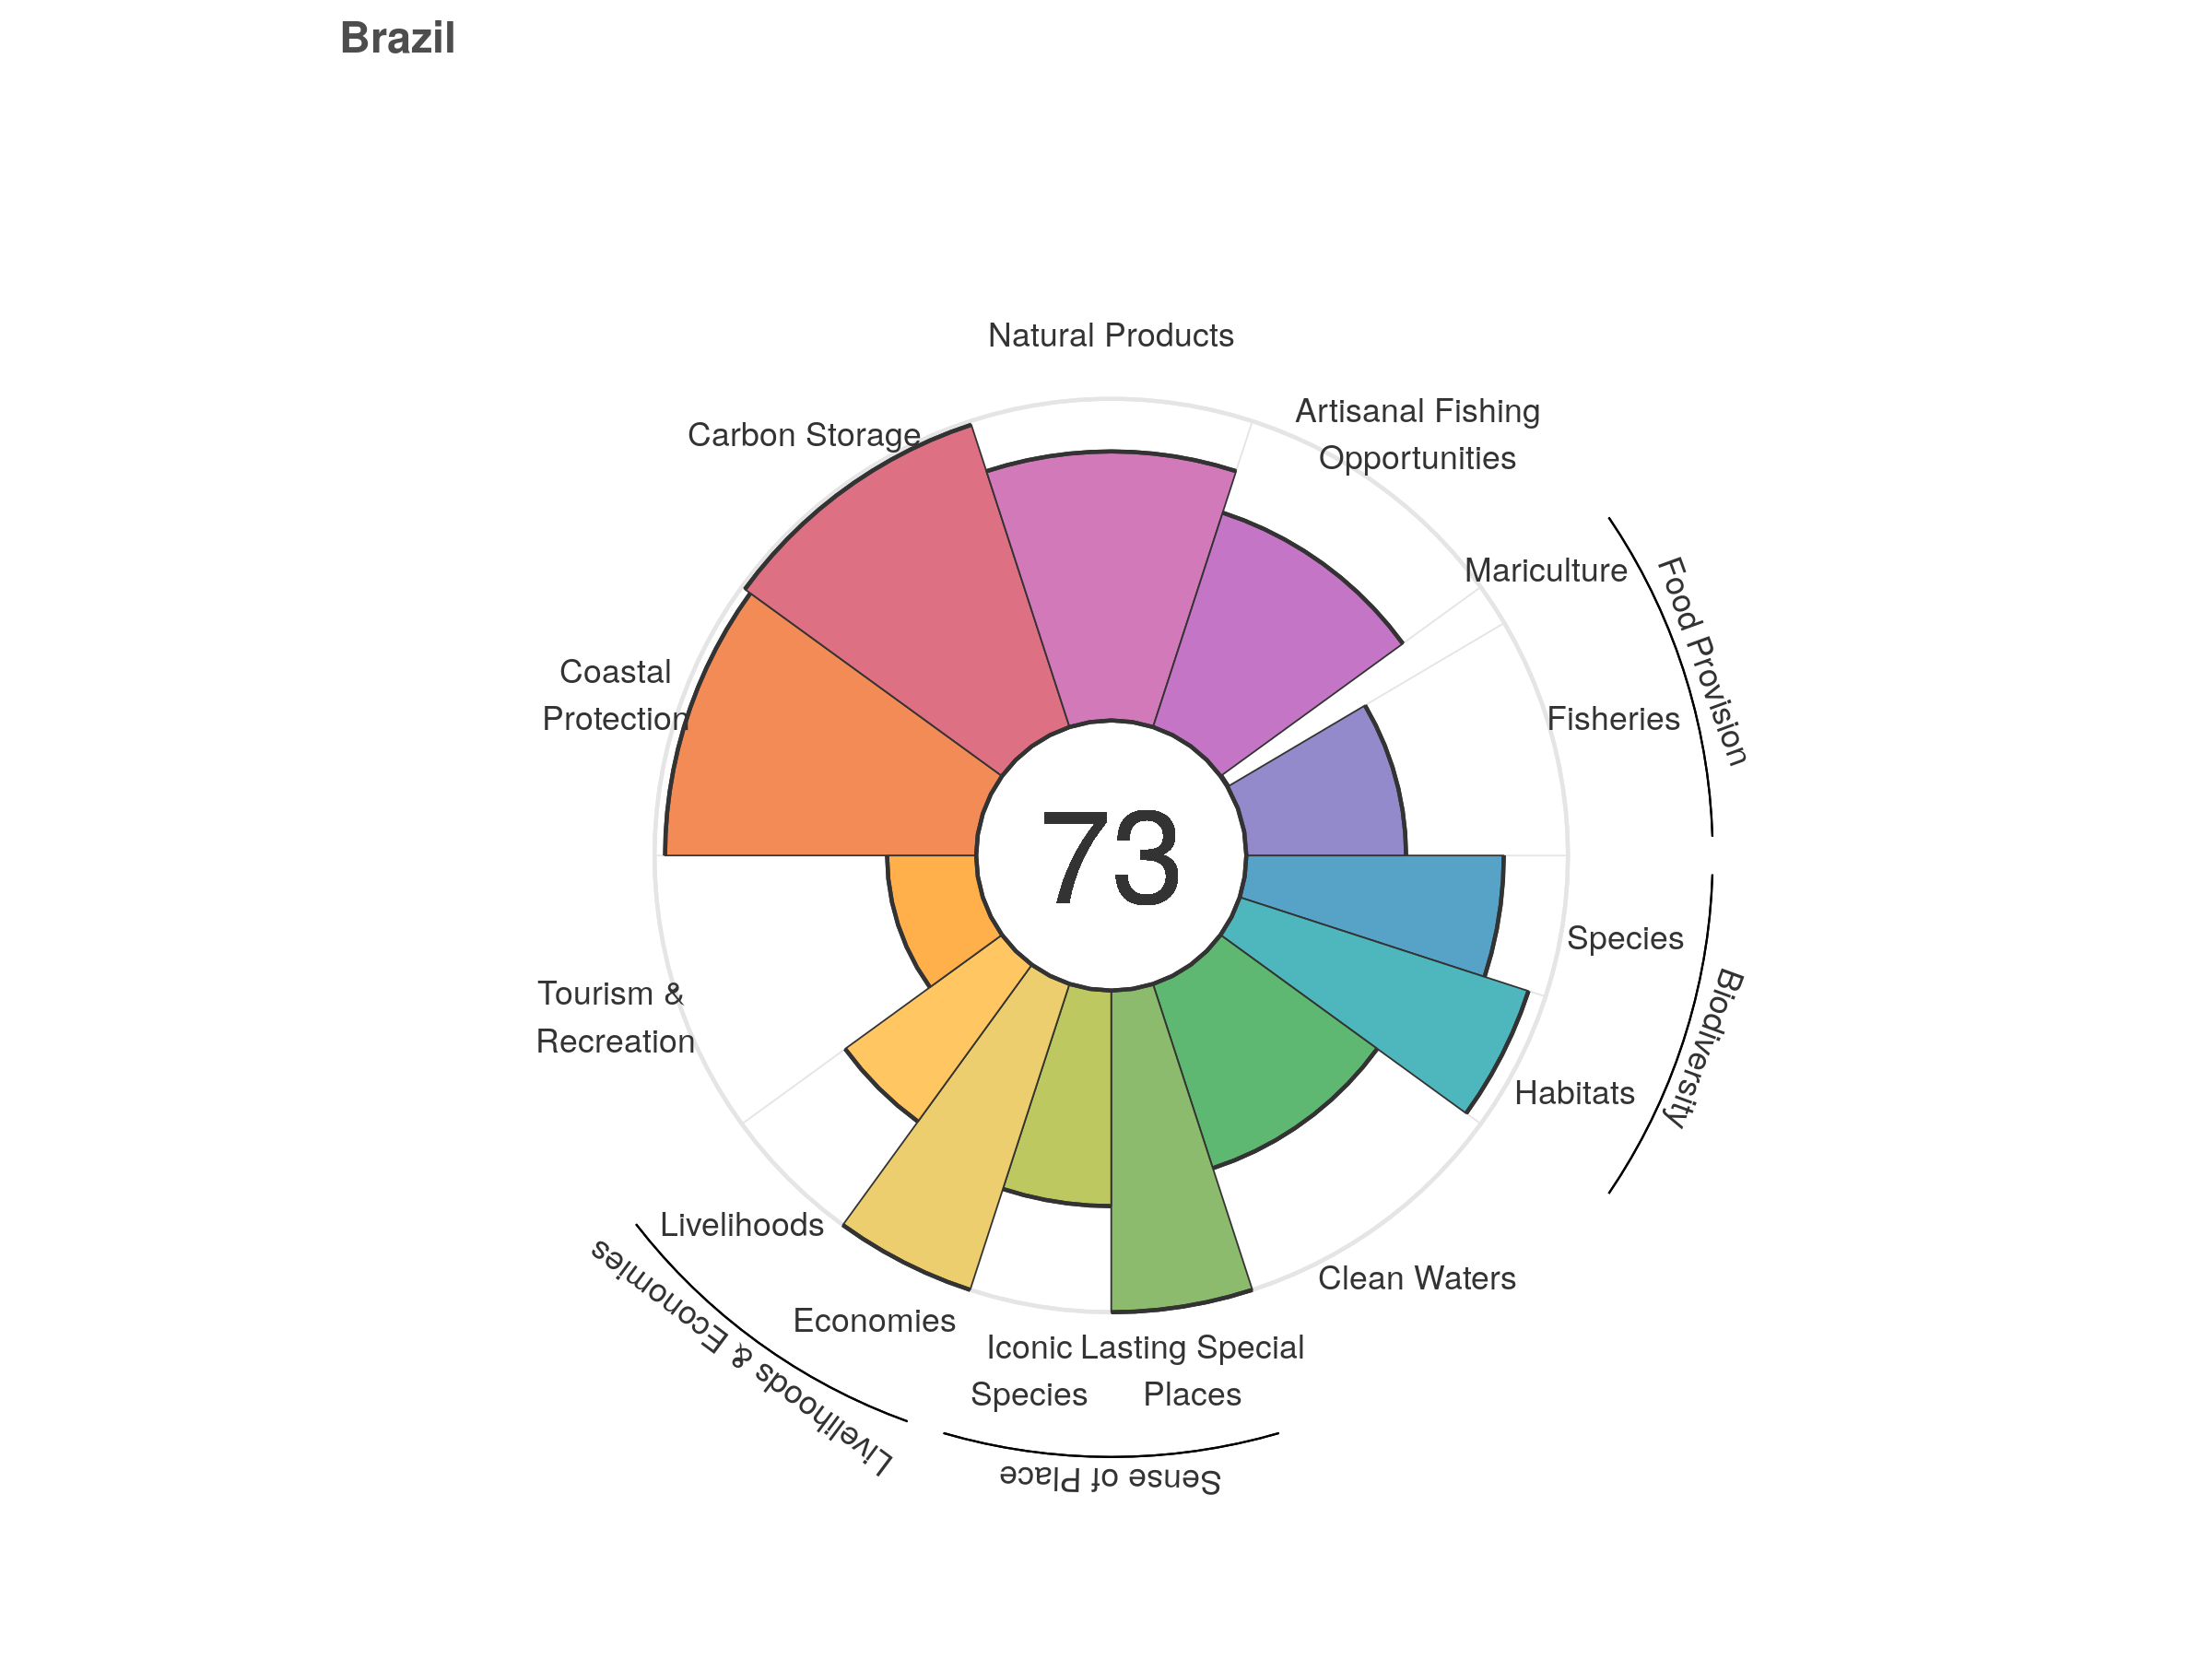 Brazil
Natural Products
Artisanal Fishing
Opportunities
Carbon Storage
Mariculture
Food Provision
Coastal
Protection
Fisheries
73
Species
Biodiversity
Tourism &
Recreation
Habitats
Livelihoods
Clean Waters
Economies
Livelihoods & Economies
Iconic
Species
Lasting Special
Places
Sense of Place